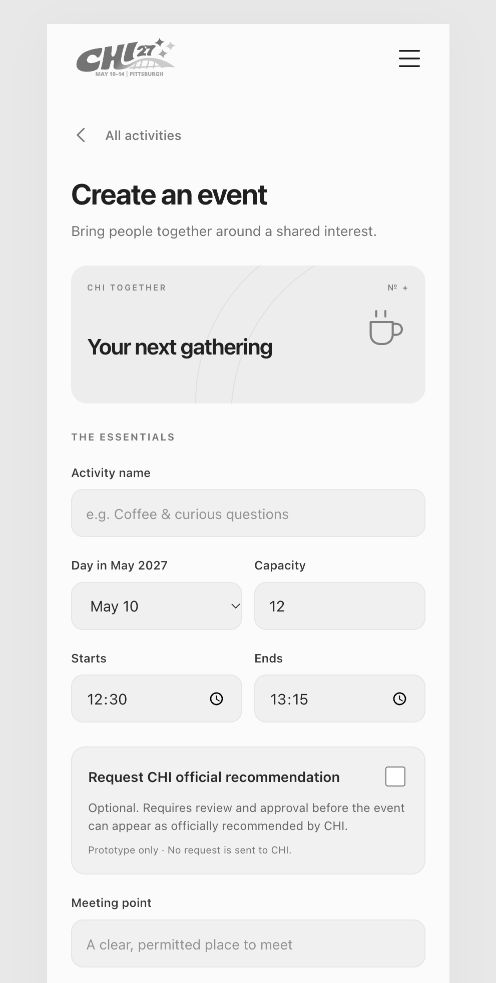 CHI 27
MAY 10–14 | PITTSBURGH
All activities
Create an event
Bring people together around a shared interest.
CHI TOGETHER
Nº +
Your next gathering
THE ESSENTIALS
Activity name
e.g. Coffee & curious questions
Day in May 2027
Capacity
May 10
12
Starts
Ends
12:30
13:15
Request CHI official recommendation
Optional. Requires review and approval before the event
can appear as officially recommended by CHI.
Prototype only · No request is sent to CHI.
Meeting point
A clear, permitted place to meet